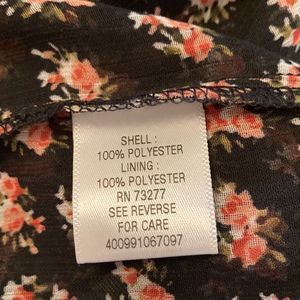 SHELL :
100% POLYESTER
LINING :
100% POLYESTER
RN 73277
SEE REVERSE
FOR CARE
400991067097